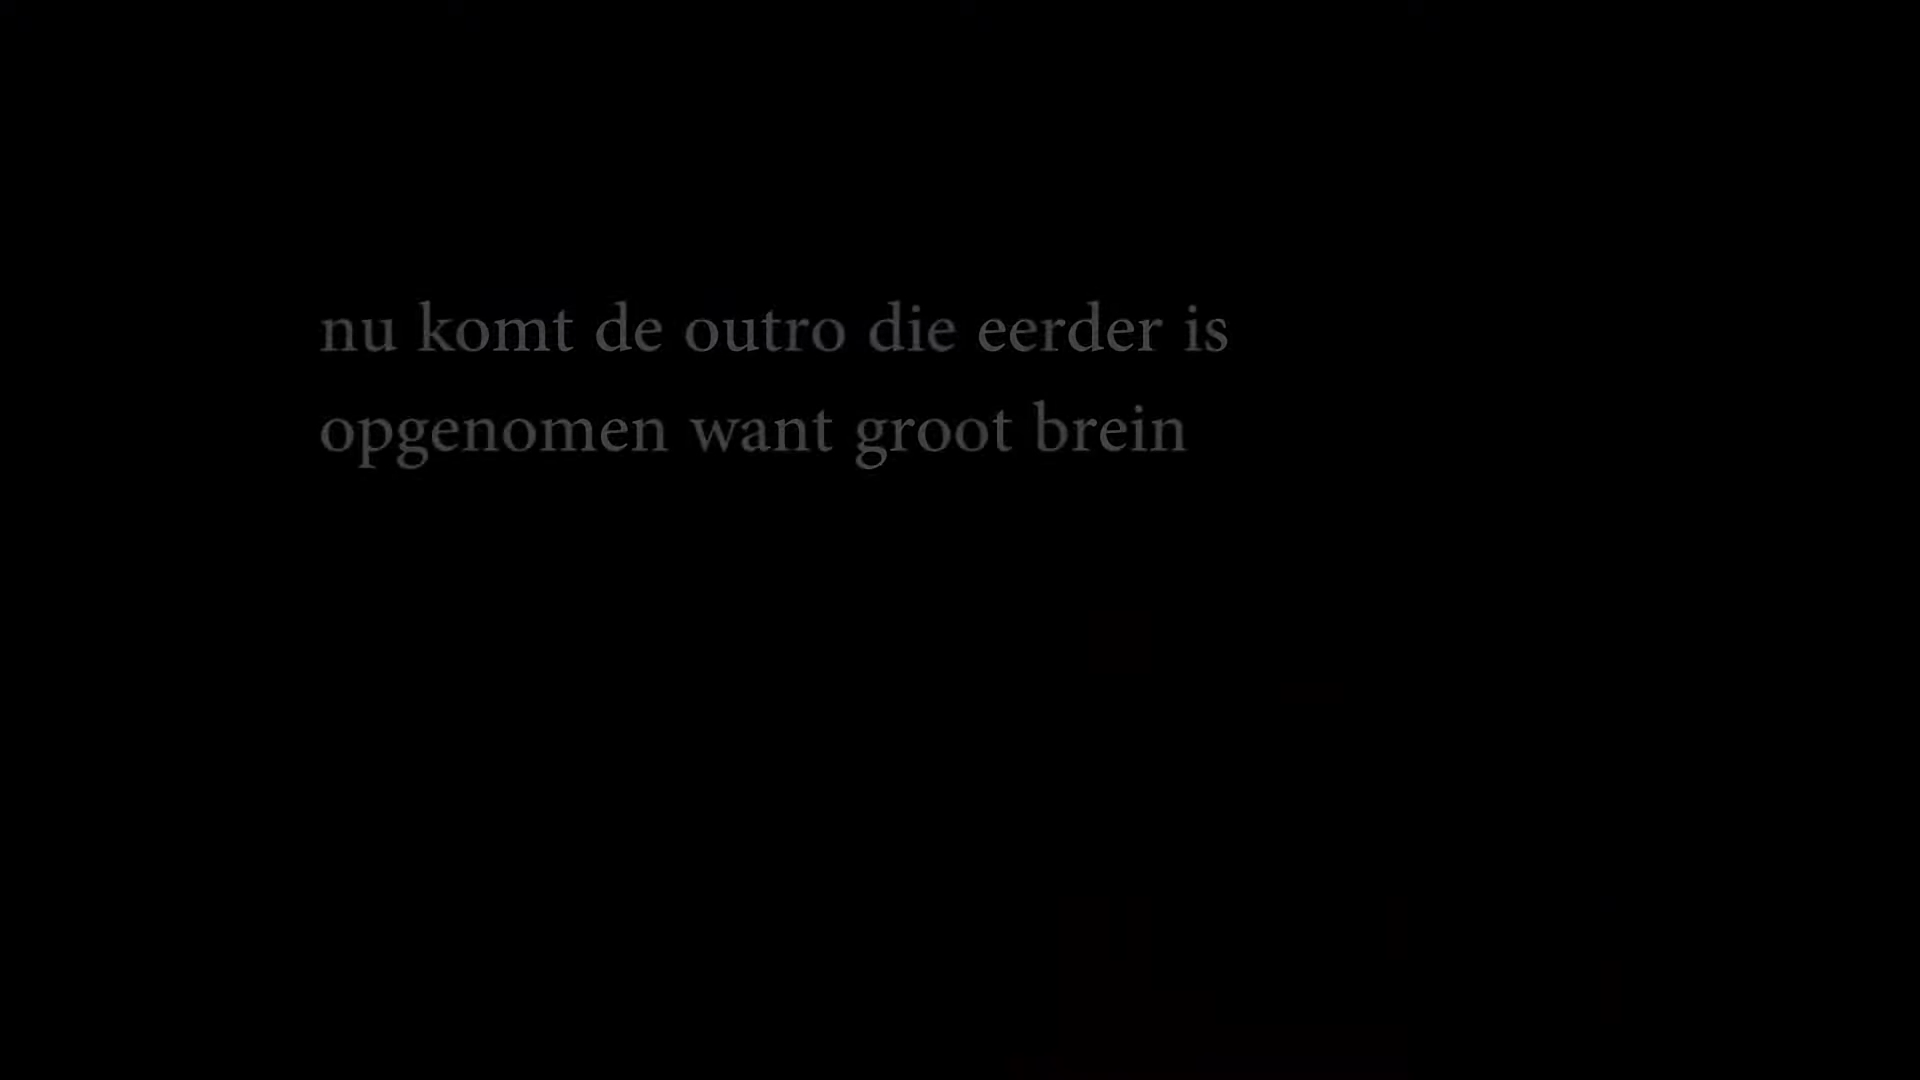 nu komt de outro die eerder is
opgenomen want groot brein